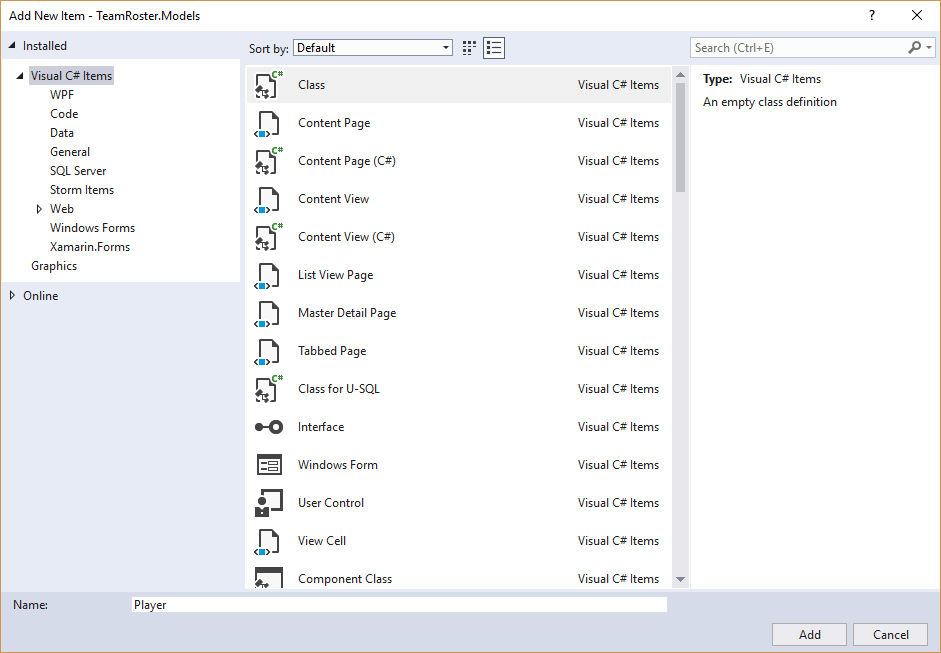 Add New Item - TeamRoster.Models
?
Installed
Visual C# Items
WPF
Code
Data
General
SQL Server
Storm Items
Web
Windows Forms
Xamarin.Forms
Graphics
Online
Sort by: Default
Search (Ctrl+E)
C# Class Visual C# Items
Content Page Visual C# Items
C# Content Page (C#) Visual C# Items
Content View Visual C# Items
C# Content View (C#) Visual C# Items
List View Page Visual C# Items
Master Detail Page Visual C# Items
Tabbed Page Visual C# Items
C# Class for U-SQL Visual C# Items
Interface Visual C# Items
Windows Form Visual C# Items
User Control Visual C# Items
View Cell Visual C# Items
Component Class Visual C# Items
Type: Visual C# Items
An empty class definition
Name: Player
Add Cancel